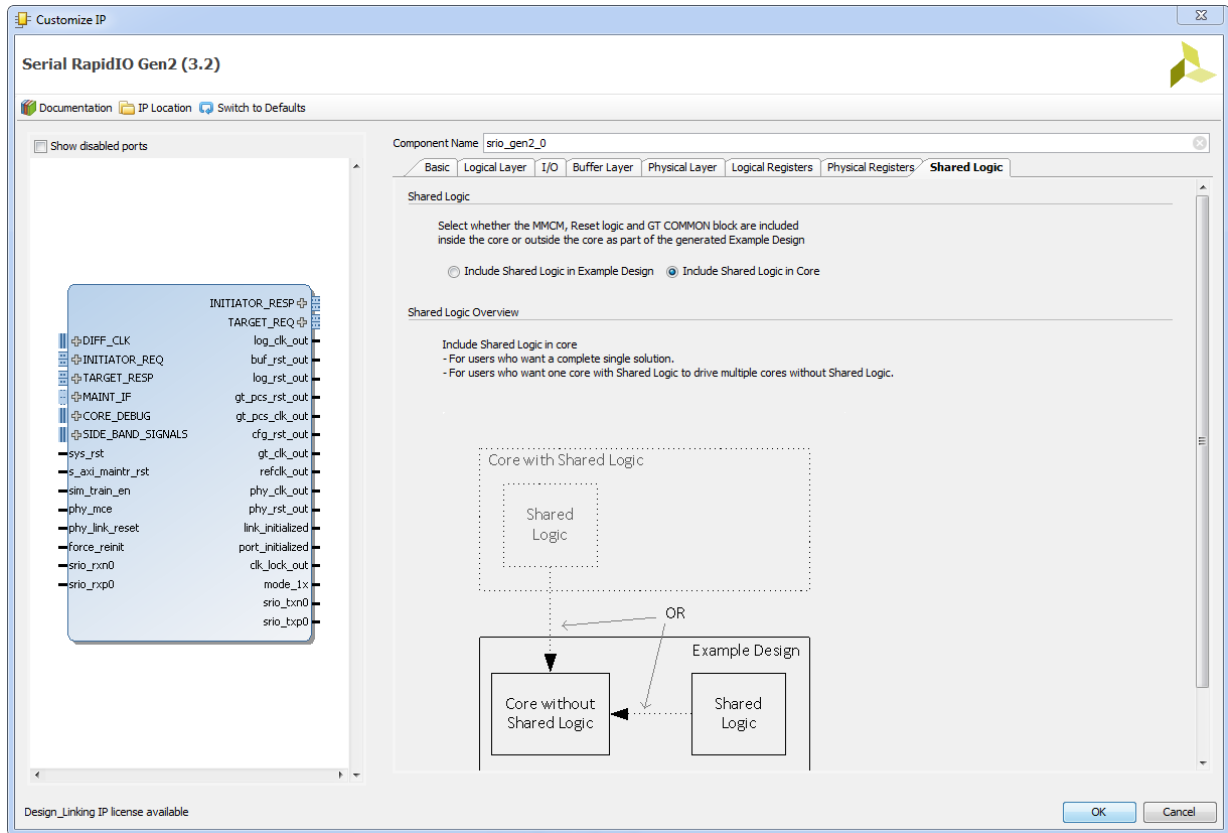 Customize IP
Serial RapidIO Gen2 (3.2)
Documentation IP Location Switch to Defaults
Show disabled ports
INITIATOR_RESP
TARGET_REQ
DIFF_CLK log_clk_out
INITIATOR_REQ buf_rst_out
TARGET_RESP log_rst_out
MAINT_IF gt_pcs_rst_out
CORE_DEBUG gt_pcs_clk_out
SIDE_BAND_SIGNALS cfg_rst_out
sys_rst gt_clk_out
s_axi_maintr_rst refclk_out
sim_train_en phy_clk_out
phy_mce phy_rst_out
phy_link_reset link_initialized
force_reinit port_initialized
srio_rxn0 clk_lock_out
srio_rxp0 mode_1x
srio_txn0
srio_txp0
Component Name srio_gen2_0
Basic Logical Layer I/O Buffer Layer Physical Layer Logical Registers Physical Registers Shared Logic
Shared Logic
Select whether the MMCM, Reset logic and GT COMMON block are included
inside the core or outside the core as part of the generated Example Design
Include Shared Logic in Example Design Include Shared Logic in Core
Shared Logic Overview
Include Shared Logic in core
- For users who want a complete single solution.
- For users who want one core with Shared Logic to drive multiple cores without Shared Logic.
Core with Shared Logic
Shared
Logic
OR
Example Design
Core without
Shared Logic
Shared
Logic
Design_Linking IP license available
OK Cancel